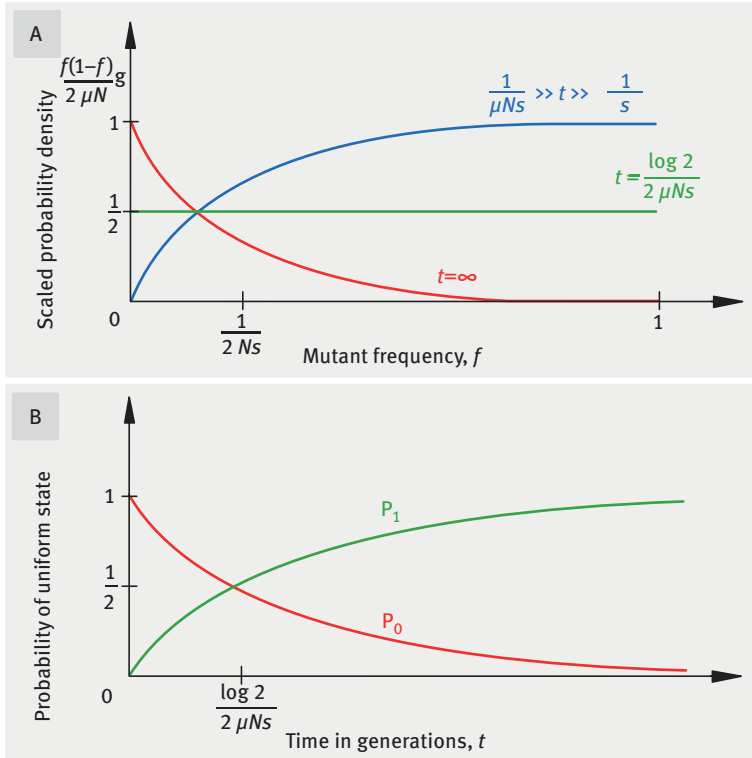 A
Scaled probability density
f(1–f)
2 μN
g
1
1
2
0
1
μNs
>> t >>
1
s
t =
log 2
2 μNs
t=∞
1
2 Ns
1
Mutant frequency, f
B
Probability of uniform state
1
1
2
0
P1
P0
log 2
2 μNs
Time in generations, t